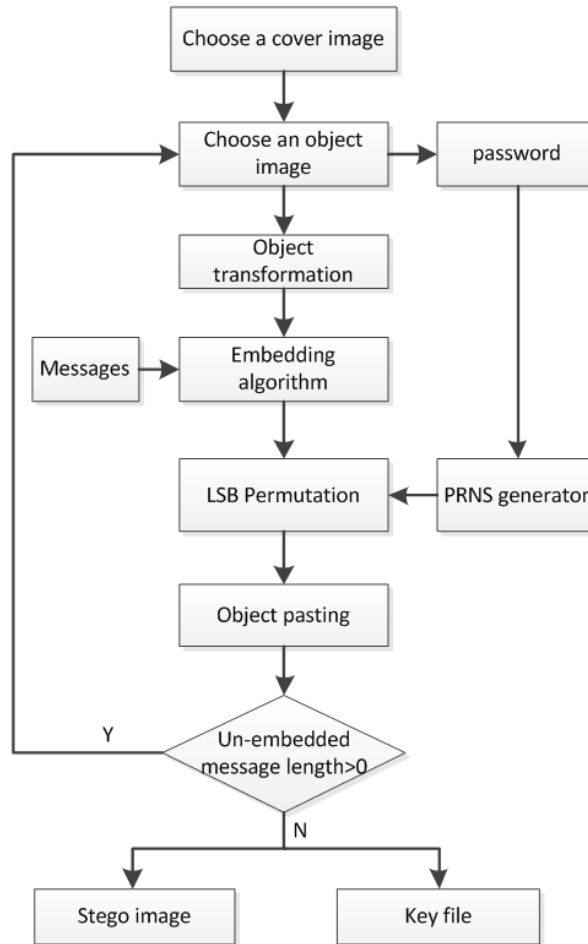 Choose a cover image
Choose an object
image
password
Object
transformation
Messages
Embedding
algorithm
LSB Permutation
PRNS generator
Object pasting
Y
Un-embedded
message length>0
N
Stego image
Key file